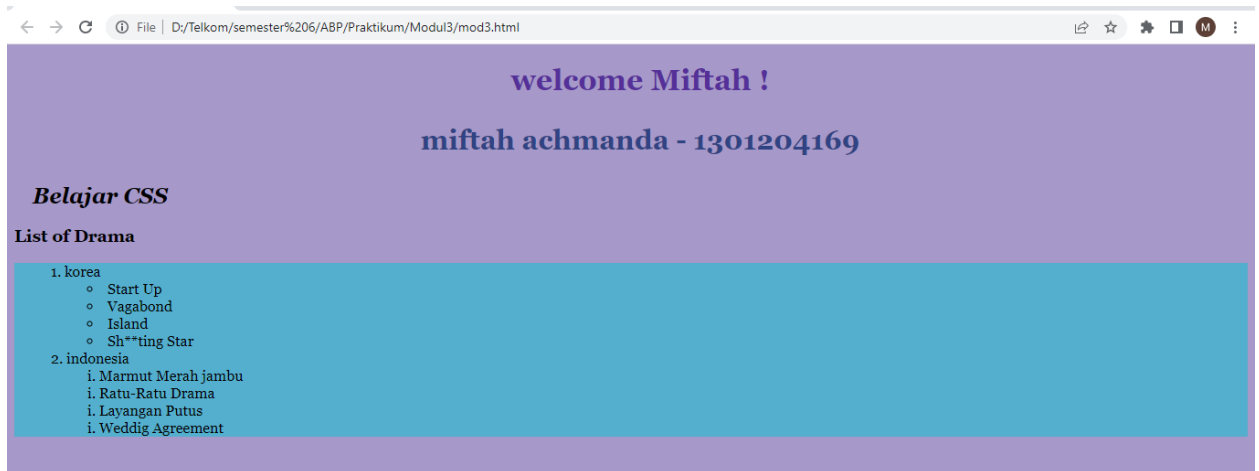 File | D:/Telkom/semester%206/ABP/Praktikum/Modul3/mod3.html
M
welcome Miftah !
miftah achmanda - 1301204169
Belajar CSS
List of Drama
1. korea
Start Up
Vagabond
Island
Sh**ting Star
2. indonesia
i. Marmut Merah jambu
i. Ratu-Ratu Drama
i. Layangan Putus
i. Weddig Agreement